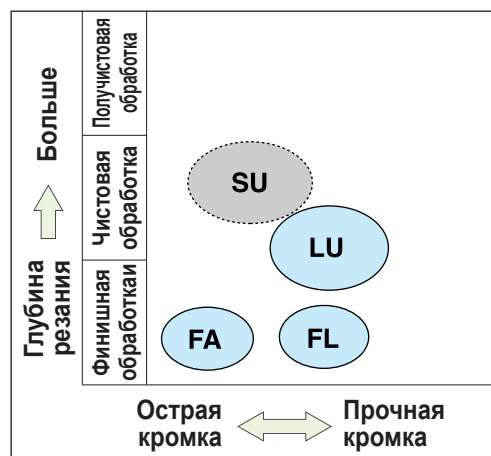 Больше
Глубина
резания
Получистовая
обработка
Чистовая
обработка
Финишная
обработкаи
SU
LU
FA
FL
Острая
кромка
Прочная
кромка